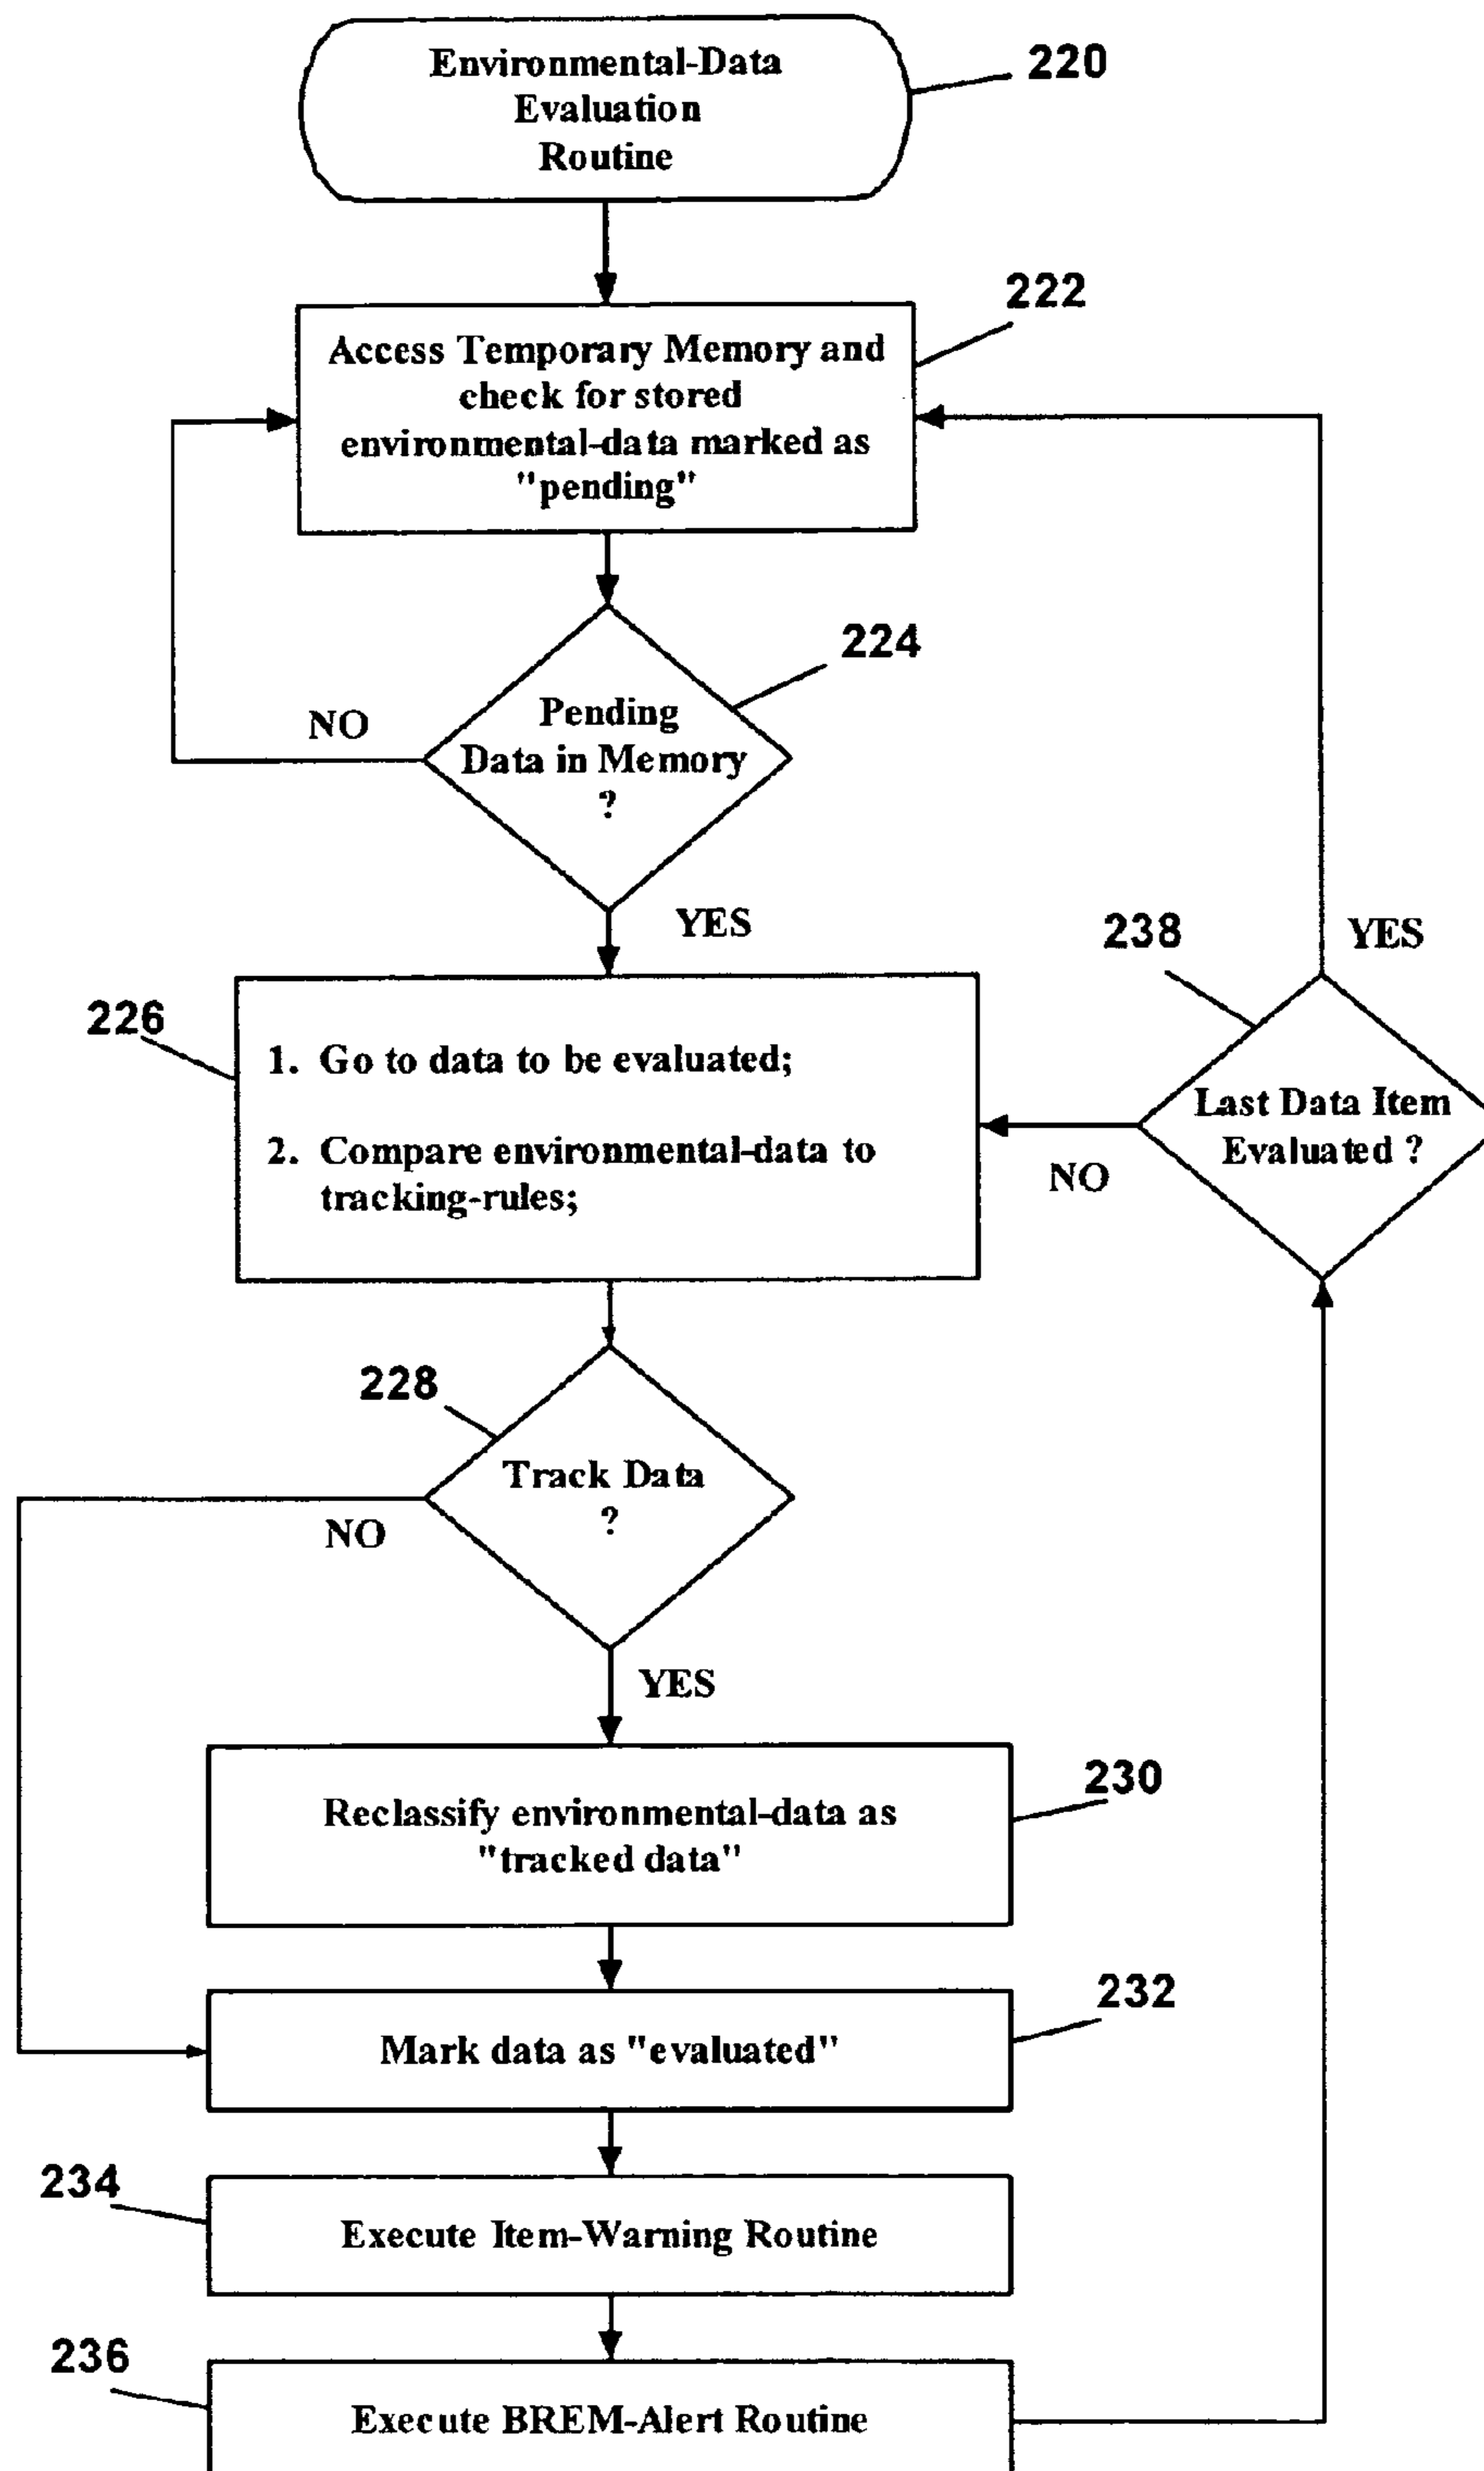 Environmental-Data
Evaluation
Routine
220
222
Access Temporary Memory and
check for stored
environmental-data marked as
"pending"
224
NO
Pending
Data in Memory
?
YES
238
YES
226
1. Go to data to be evaluated;
2. Compare environmental-data to
tracking-rules;
Last Data Item
Evaluated ?
NO
228
Track Data
?
NO
YES
230
Reclassify environmental-data as
"tracked data"
232
Mark data as "evaluated"
234
Execute Item-Warning Routine
236
Execute BREM-Alert Routine